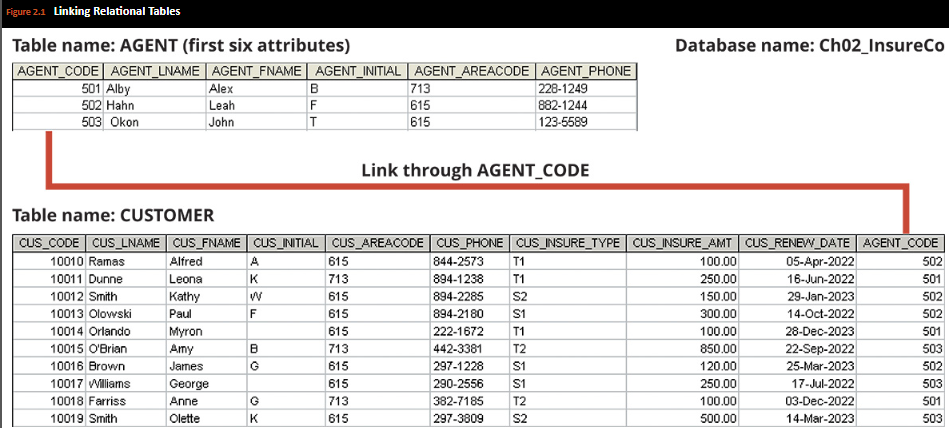 Figure 2.1 Linking Relational Tables
Table name: AGENT (first six attributes) Database name: Ch02_InsureCo
AGENT_CODE AGENT_LNAME AGENT_FNAME AGENT_INITIAL AGENT_AREACODE AGENT_PHONE
501 Alby Alex B 713 228-1249
502 Hahn Leah F 615 882-1244
503 Okon John T 615 123-5589
Link through AGENT_CODE
Table name: CUSTOMER
CUS_CODE CUS_LNAME CUS_FNAME CUS_INITIAL CUS_AREACODE CUS_PHONE CUS_INSURE_TYPE CUS_INSURE_AMT CUS_RENEW_DATE AGENT_CODE
10010 Ramas Alfred A 615 844-2573 T1 100.00 05-Apr-2022 502
10011 Dunne Leona K 713 894-1238 T1 250.00 16-Jun-2022 501
10012 Smith Kathy W 615 894-2285 S2 150.00 29-Jan-2023 502
10013 Olowski Paul F 615 894-2180 S1 300.00 14-Oct-2022 502
10014 Orlando Myron 615 222-1672 T1 100.00 28-Dec-2023 501
10015 O'Brian Amy B 713 442-3381 T2 850.00 22-Sep-2022 503
10016 Brown James G 615 297-1228 S1 120.00 25-Mar-2023 502
10017 Williams George 615 290-2556 S1 250.00 17-Jul-2022 503
10018 Farriss Anne G 713 382-7185 T2 100.00 03-Dec-2022 501
10019 Smith Olette K 615 297-3809 S2 500.00 14-Mar-2023 503